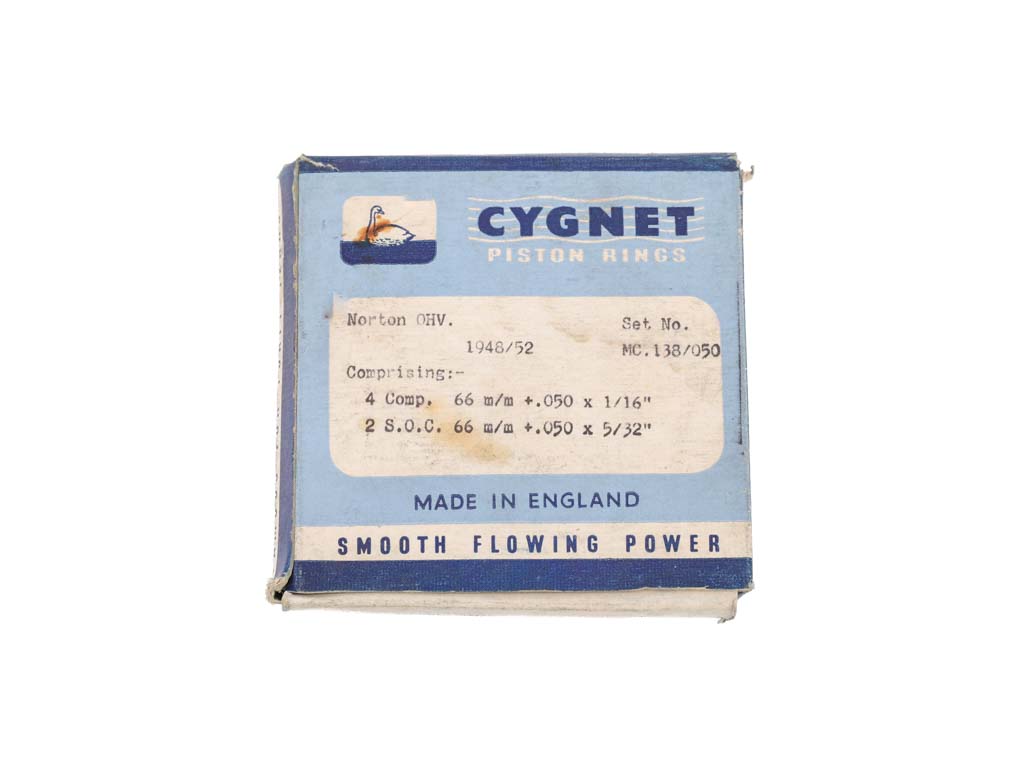 CYGNET
PISTON RINGS
Norton OHV. Set No.
1948/52 MC.138/050
Comprising:-
4 Comp. 66 m/m +.050 x 1/16"
2 S.O.C. 66 m/m +.050 x 5/32"
MADE IN ENGLAND
SMOOTH FLOWING POWER